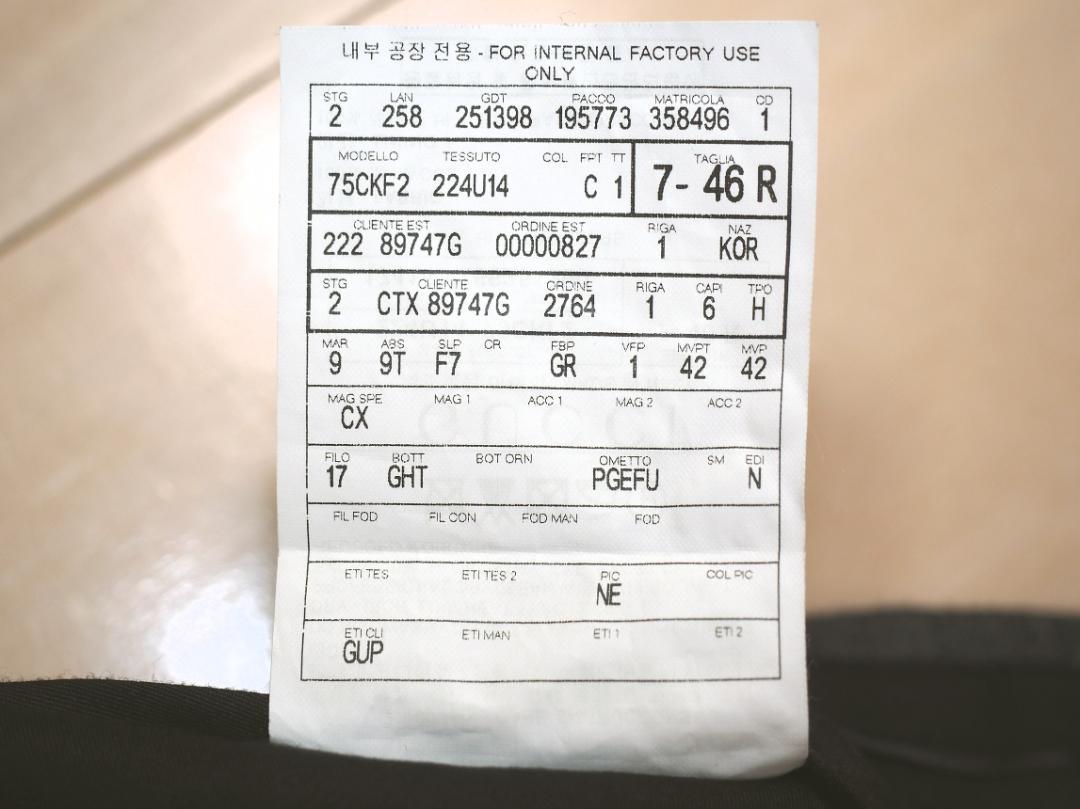 내부 공장 전용 - FOR INTERNAL FACTORY USE
ONLY
STG LAN GDT PACCO MATRICOLA CD
2 258 251398 195773 358496 1
MODELLO TESSUTO COL FPT TT TAGLIA
75CKF2 224U14 C 1 7- 46 R
CLIENTE EST ORDINE EST RIGA NAZ
222 89747G 00000827 1 KOR
STG CLIENTE ORDINE RIGA CAPI TPO
2 CTX 89747G 2764 1 6 H
MAR ABS SLP CR FBP VFP MVPT MVP
9 9T F7 GR 1 42 42
MAG SPE MAG 1 ACC 1 MAG 2 ACC 2
CX
FILO BOTT BOT ORN OMETTO SM EDI
17 GHT PGEFU N
FIL FOD FIL CON FOD MAN FOD
ETI TES ETI TES 2 PIC COL PIC
NE
ETI CLI ETI MAN ETI 1 ETI 2
GUP